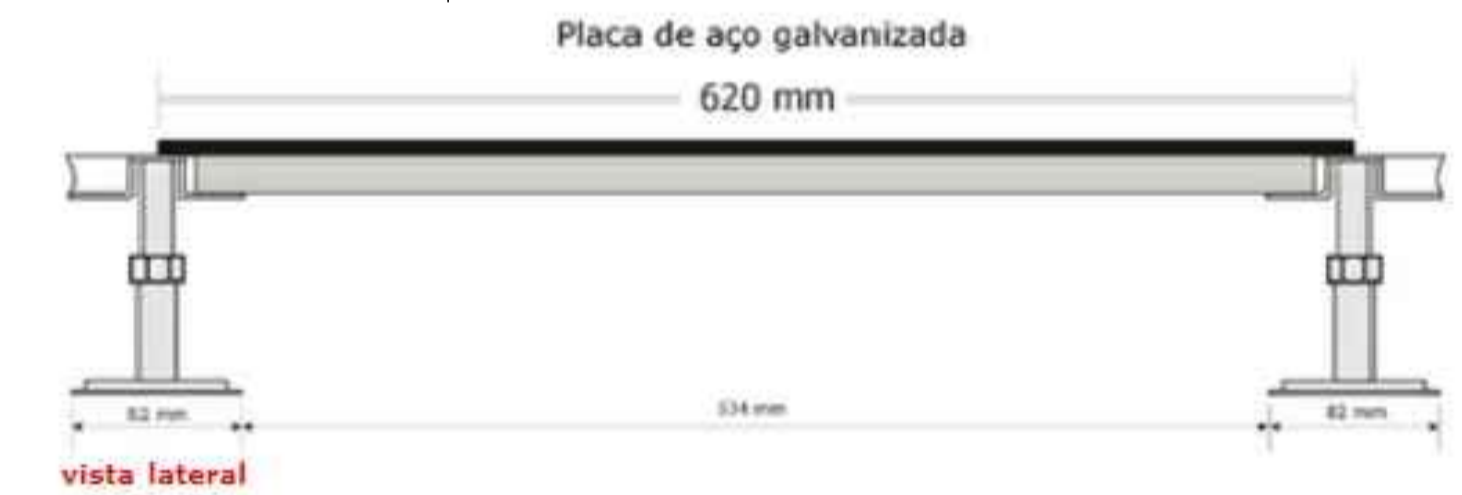 Placa de aço galvanizada
620 mm
82 mm
534 mm
82 mm
vista lateral